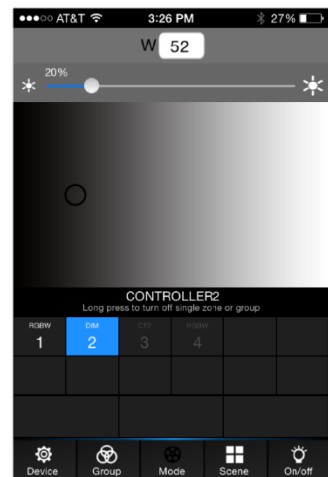 AT&T 3:26 PM 27%
W 52
20%
CONTROLLER2
Long press to turn off single zone or group
RGBW DIM CT2 RGBW
1 2 3 4
Device Group Mode Scene On/off